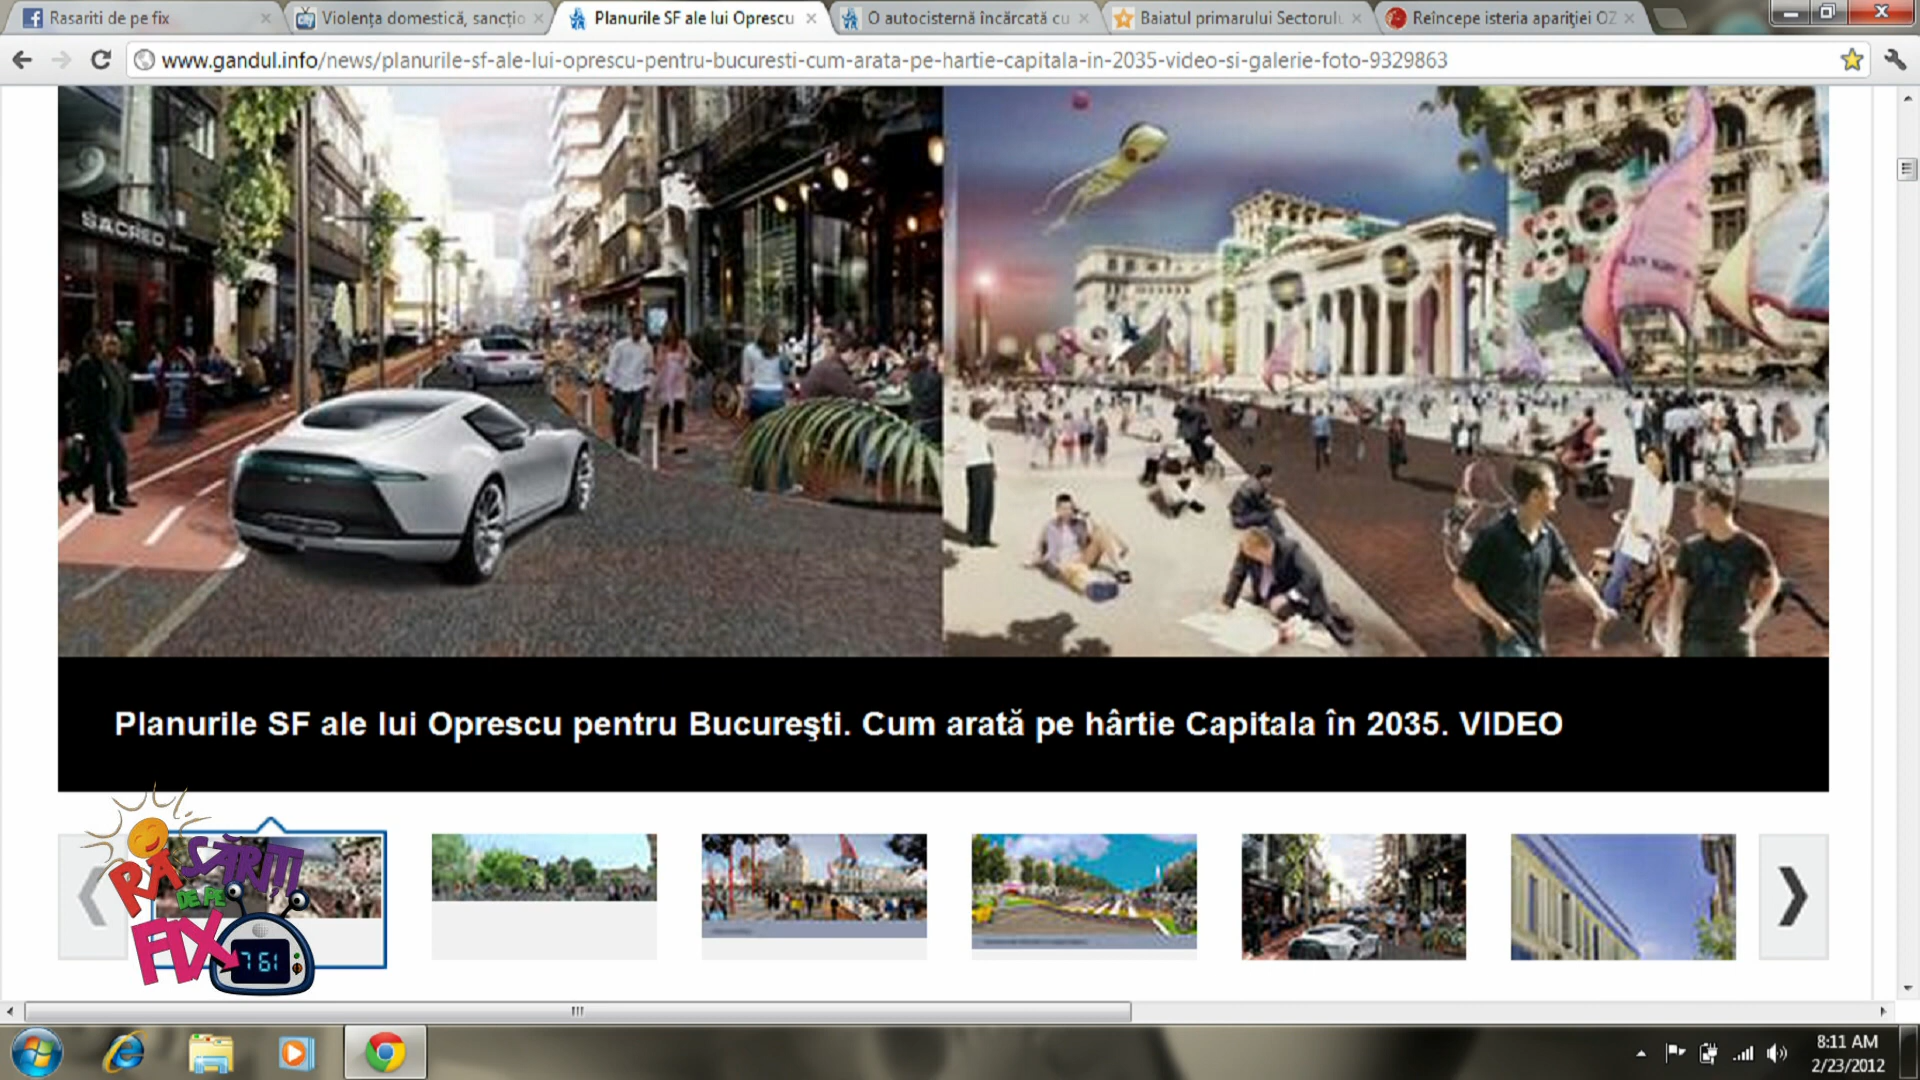 Rasariti de pe fix
Violența domestică, sancțio
Planurile SF ale lui Oprescu
O autocisternă încărcată cu
Baiatul primarului Sectorulu
Reîncepe isteria apariției OZ
www.gandul.info/news/planurile-sf-ale-lui-oprescu-pentru-bucuresti-cum-arata-pe-hartie-capitala-in-2035-video-si-galerie-foto-9329863
SACRED
Planurile SF ale lui Oprescu pentru Bucureşti. Cum arată pe hârtie Capitala în 2035. VIDEO
RĂSĂRIȚI
DE PE
FIX
8:11 AM
2/23/2012